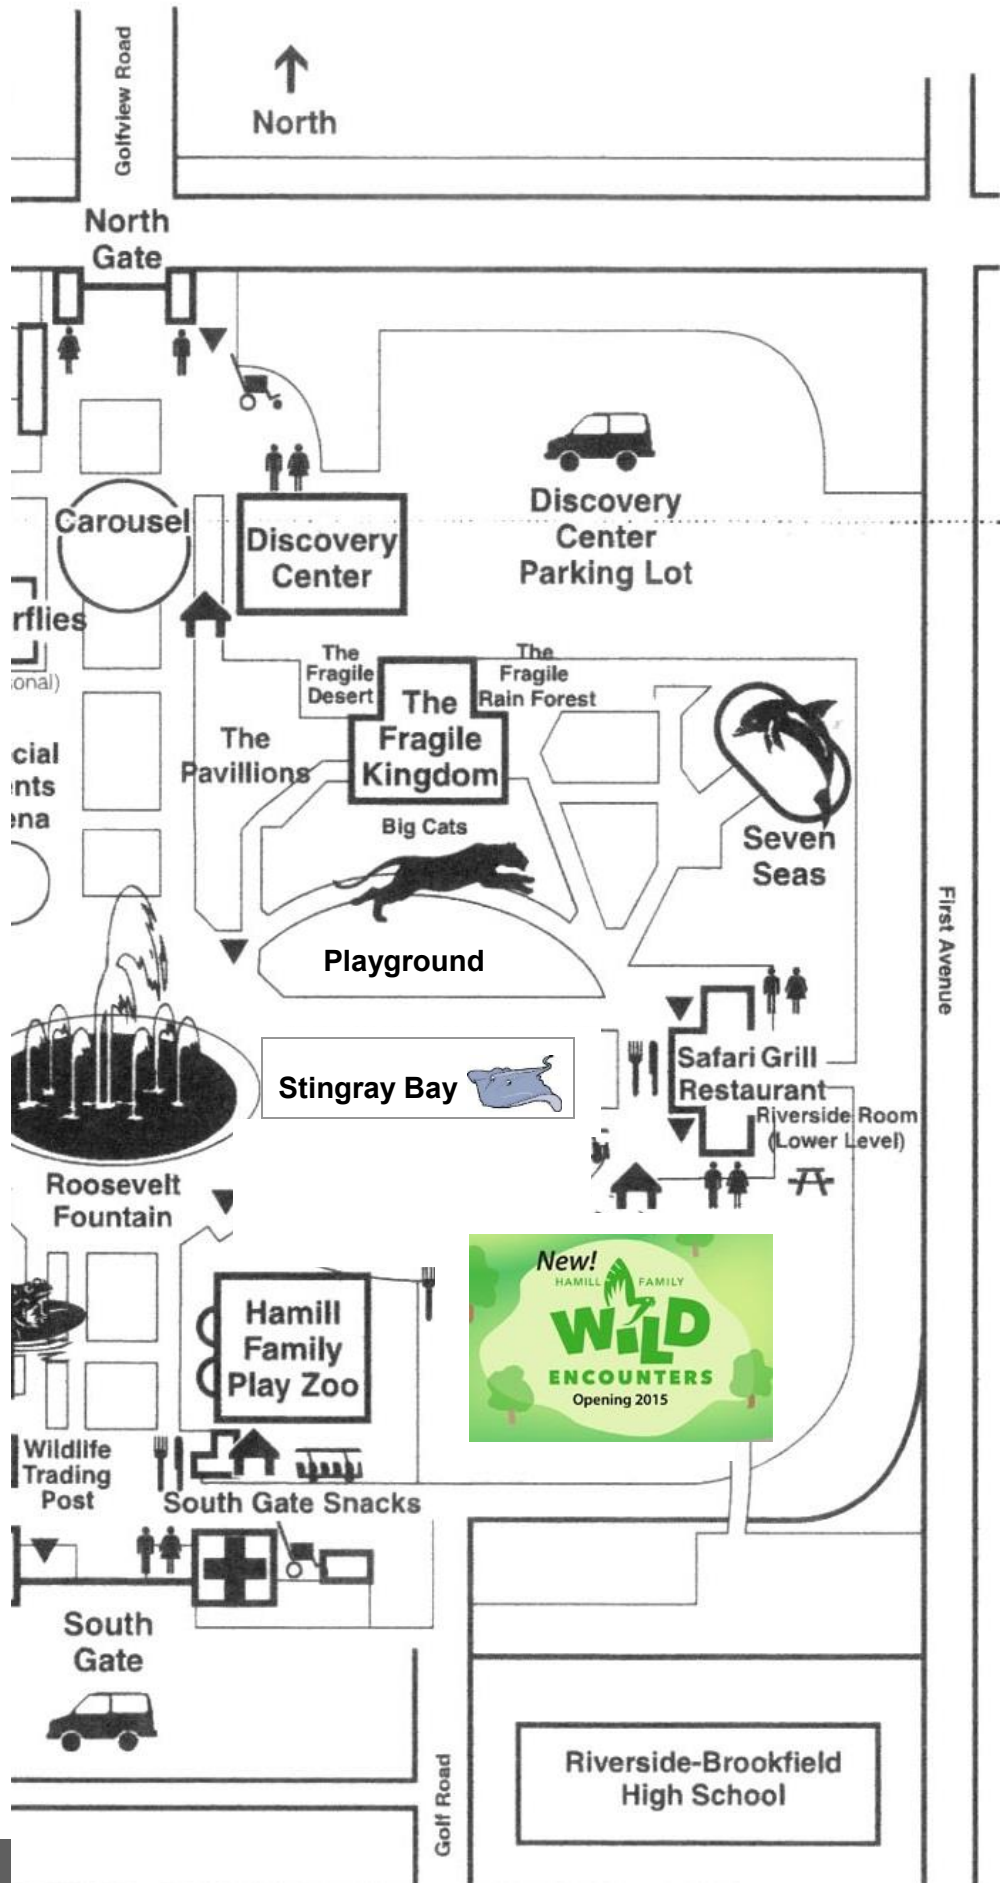 Golfview Road
North
North
Gate
Carousel
Discovery
Center
Discovery
Center
Parking Lot
rflies
onal)
The
Fragile
Desert
The
Fragile
Rain Forest
The
Fragile
Kingdom
The
Pavillions
cial
nts
ena
Big Cats
Seven
Seas
First Avenue
Playground
Stingray Bay
Safari Grill
Restaurant
Riverside Room
(Lower Level)
Roosevelt
Fountain
New!
HAMILL FAMILY
WiLD
ENCOUNTERS
Opening 2015
Hamill
Family
Play Zoo
Wildlife
Trading
Post
South Gate Snacks
South
Gate
Golf Road
Riverside-Brookfield
High School